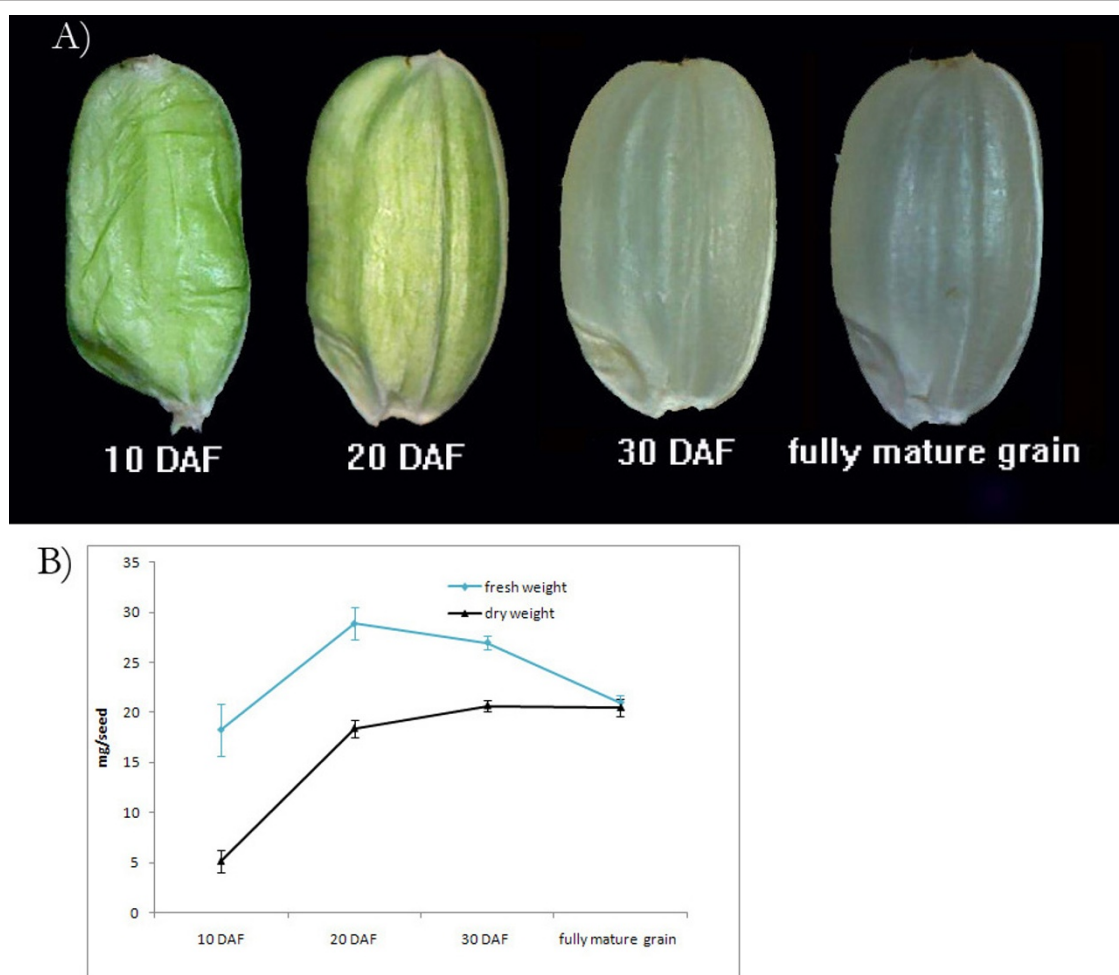 A)
10 DAF
20 DAF
30 DAF
fully mature grain
B)
35
30
25
20
15
10
5
0
mg/seed
fresh weight
dry weight
10 DAF
20 DAF
30 DAF
fully mature grain